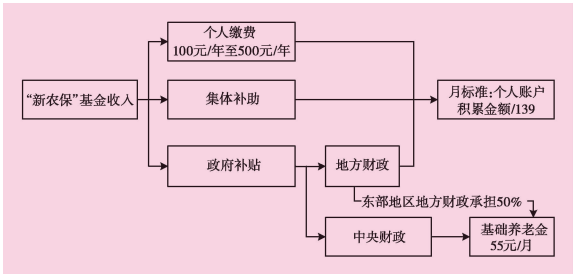 个人缴费
100元/年至500元/年
“新农保”基金收入
集体补助
月标准:个人账户
积累金额/139
政府补贴
地方财政
东部地区地方财政承担50%
中央财政
基础养老金
55元/月